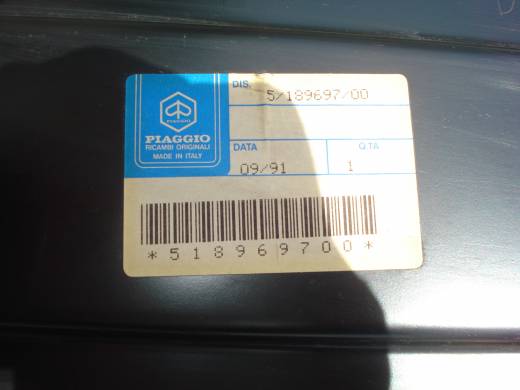 DIS.
5/189697/00
PIAGGIO
RICAMBI ORIGINALI
MADE IN ITALY
DATA
Q.TA
09/91
1
*518969700*